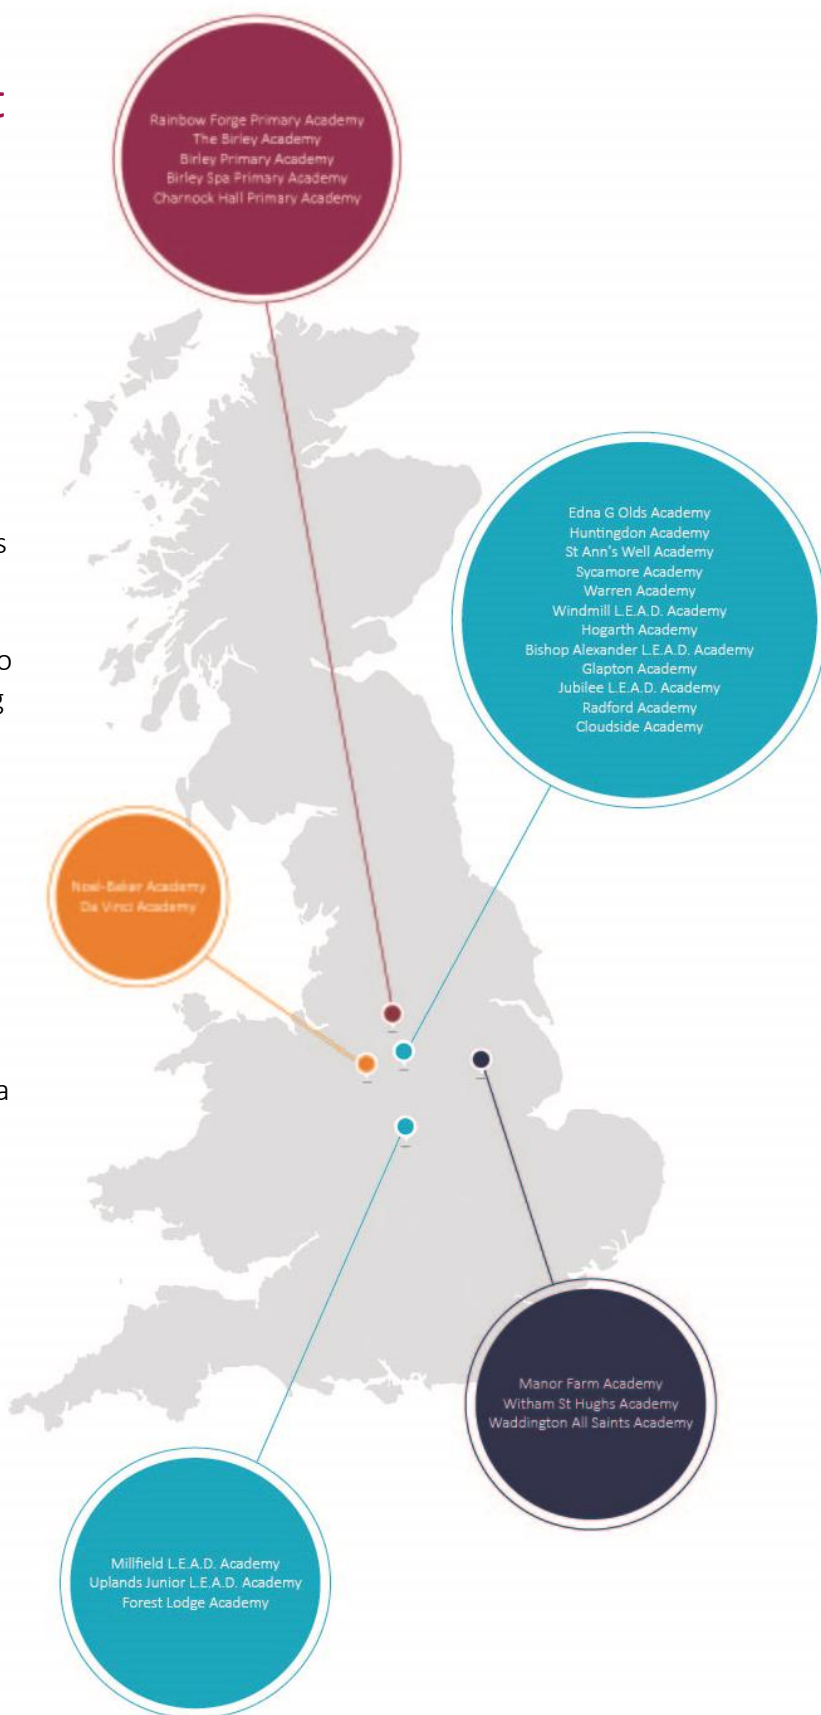 t
Rainbow Forge Primary Academy
The Birley Academy
Birley Primary Academy
Birley Spa Primary Academy
Charnock Hall Primary Academy
Edna G Olds Academy
Huntingdon Academy
St Ann's Well Academy
Sycamore Academy
Warren Academy
Windmill L.E.A.D. Academy
Hogarth Academy
Bishop Alexander L.E.A.D. Academy
Glapton Academy
Jubilee L.E.A.D. Academy
Radford Academy
Cloudside Academy
s
o
g
Noel-Baker Academy
Da Vinci Academy
a
Manor Farm Academy
Witham St Hughs Academy
Waddington All Saints Academy
Millfield L.E.A.D. Academy
Uplands Junior L.E.A.D. Academy
Forest Lodge Academy